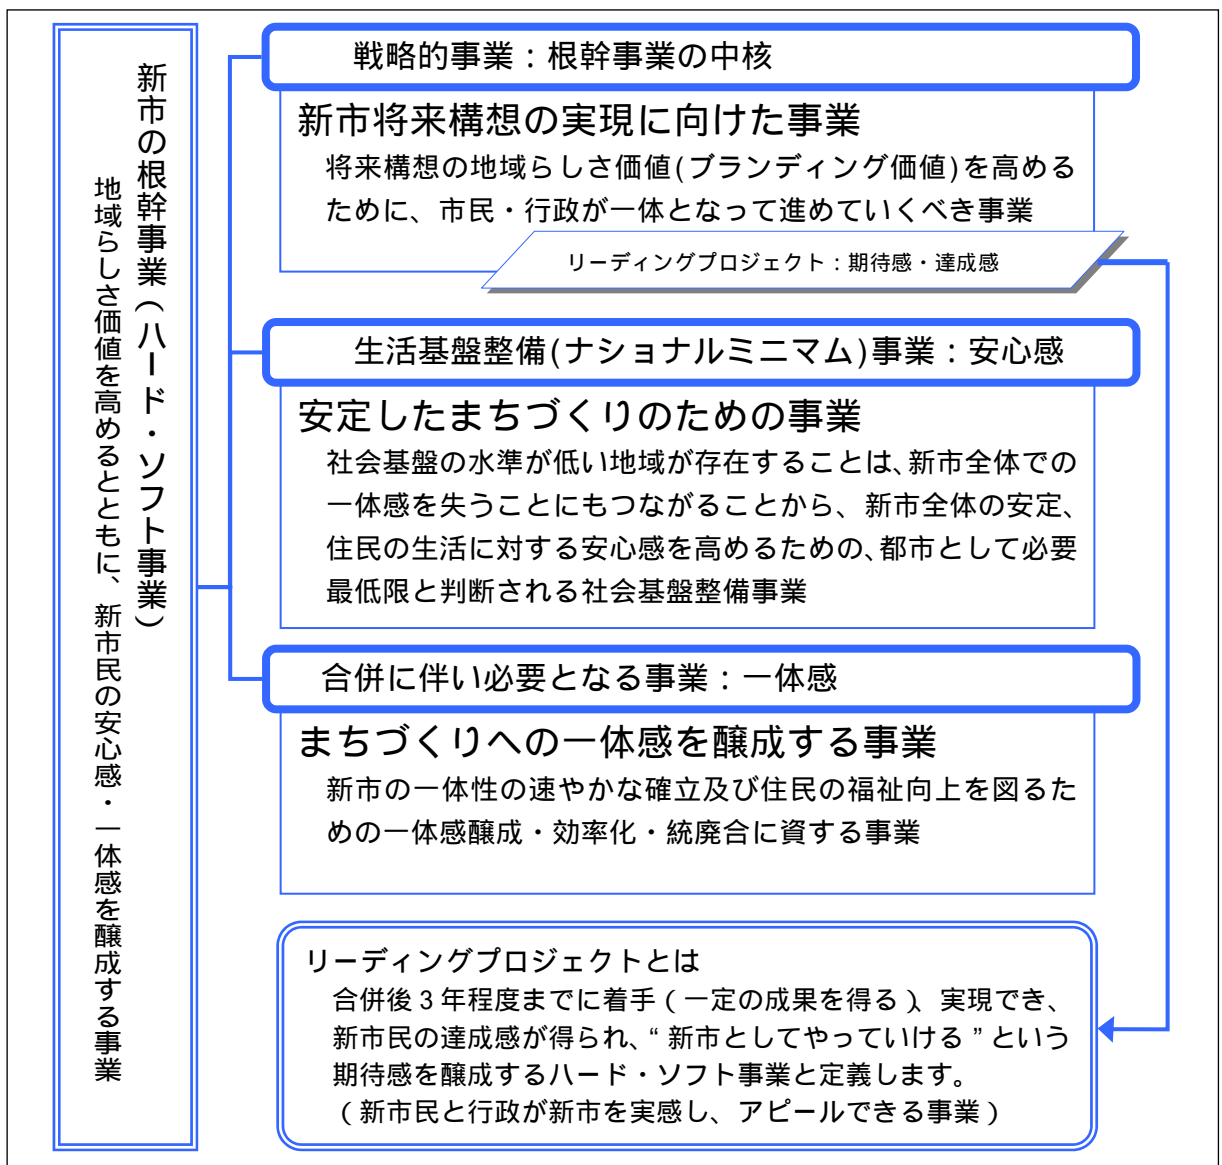 新市の根幹事業(ハード・ソフト事業)
地域らしさ価値を高めるとともに、新市民の安心感・一体感を醸成する事業
戦略的事業：根幹事業の中核
新市将来構想の実現に向けた事業
将来構想の地域らしさ価値(ブランディング価値)を高める
ために、市民・行政が一体となって進めていくべき事業
リーディングプロジェクト：期待感・達成感
生活基盤整備(ナショナルミニマム)事業：安心感
安定したまちづくりのための事業
社会基盤の水準が低い地域が存在することは、新市全体での
一体感を失うことにもつながることから、新市全体の安定、
住民の生活に対する安心感を高めるための、都市として必要
最低限と判断される社会基盤整備事業
合併に伴い必要となる事業：一体感
まちづくりへの一体感を醸成する事業
新市の一体性の速やかな確立及び住民の福祉向上を図るた
めの一体感醸成・効率化・統廃合に資する事業
リーディングプロジェクトとは
合併後３年程度までに着手（一定の成果を得る）、実現でき、
新市民の達成感が得られ、“新市としてやっていける”という
期待感を醸成するハード・ソフト事業と定義します。
（新市民と行政が新市を実感し、アピールできる事業）